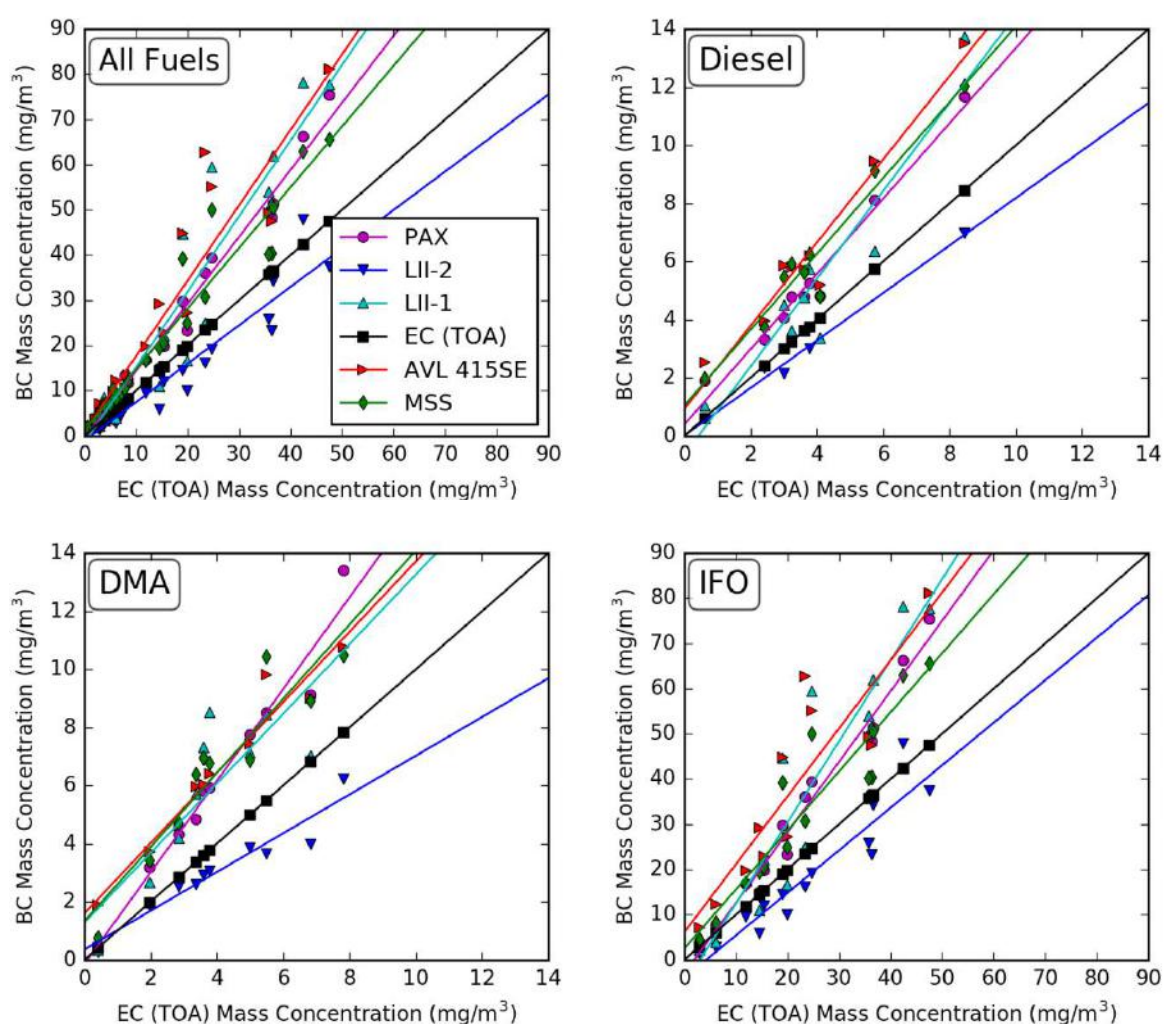 All Fuels
BC Mass Concentration (mg/m³)
90
80
70
60
50
40
30
20
10
0
PAX
LII-2
LII-1
EC (TOA)
AVL 415SE
MSS
0 10 20 30 40 50 60 70 80 90
EC (TOA) Mass Concentration (mg/m³)
Diesel
BC Mass Concentration (mg/m³)
14
12
10
8
6
4
2
0
0 2 4 6 8 10 12 14
EC (TOA) Mass Concentration (mg/m³)
DMA
BC Mass Concentration (mg/m³)
14
12
10
8
6
4
2
0
0 2 4 6 8 10 12 14
EC (TOA) Mass Concentration (mg/m³)
IFO
BC Mass Concentration (mg/m³)
90
80
70
60
50
40
30
20
10
0
0 10 20 30 40 50 60 70 80 90
EC (TOA) Mass Concentration (mg/m³)